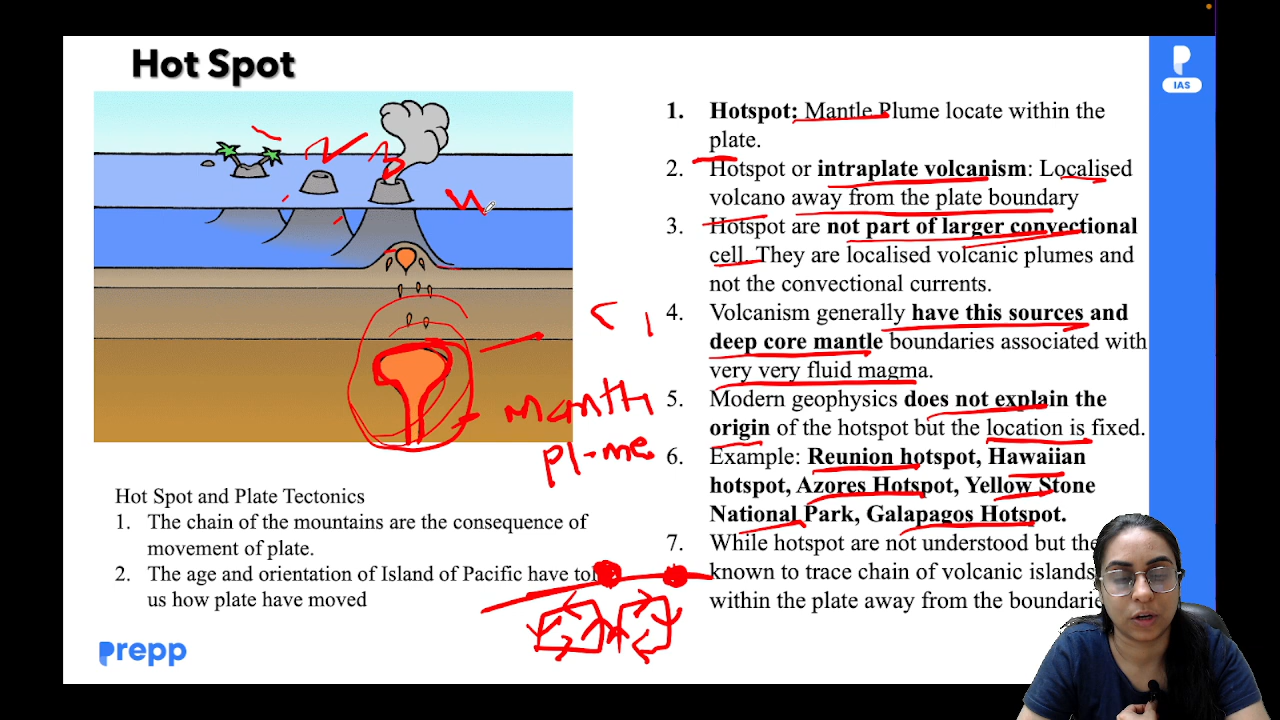 Hot Spot
IAS
1. Hotspot: Mantle Plume locate within the
plate.
2. Hotspot or intraplate volcanism: Localised
volcano away from the plate boundary
3. Hotspot are not part of larger convectional
cell. They are localised volcanic plumes and
not the convectional currents.
4. Volcanism generally have this sources and
deep core mantle boundaries associated with
very very fluid magma.
5. Modern geophysics does not explain the
origin of the hotspot but the location is fixed.
6. Example: Reunion hotspot, Hawaiian
hotspot, Azores Hotspot, Yellow Stone
National Park, Galapagos Hotspot.
7. While hotspot are not understood but the
known to trace chain of volcanic islands
within the plate away from the
Hot Spot and Plate Tectonics
1. The chain of the mountains are the consequence of
movement of plate.
2. The age and orientation of Island of Pacific have
us how plate have moved
prepp